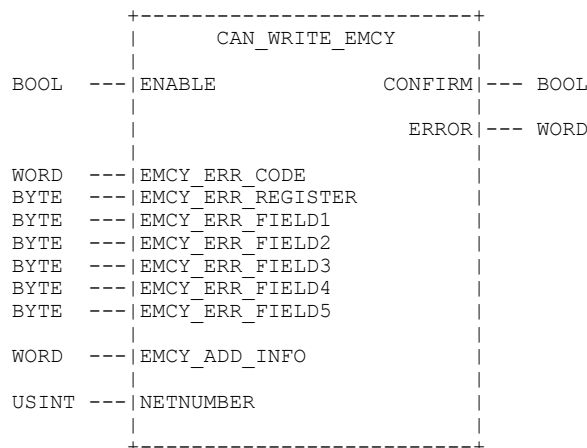 CAN_WRITE_EMCY
BOOL ---|ENABLE CONFIRM|--- BOOL
ERROR|--- WORD
WORD ---|EMCY_ERR_CODE
BYTE ---|EMCY_ERR_REGISTER
BYTE ---|EMCY_ERR_FIELD1
BYTE ---|EMCY_ERR_FIELD2
BYTE ---|EMCY_ERR_FIELD3
BYTE ---|EMCY_ERR_FIELD4
BYTE ---|EMCY_ERR_FIELD5
WORD ---|EMCY_ADD_INFO
USINT ---|NETNUMBER